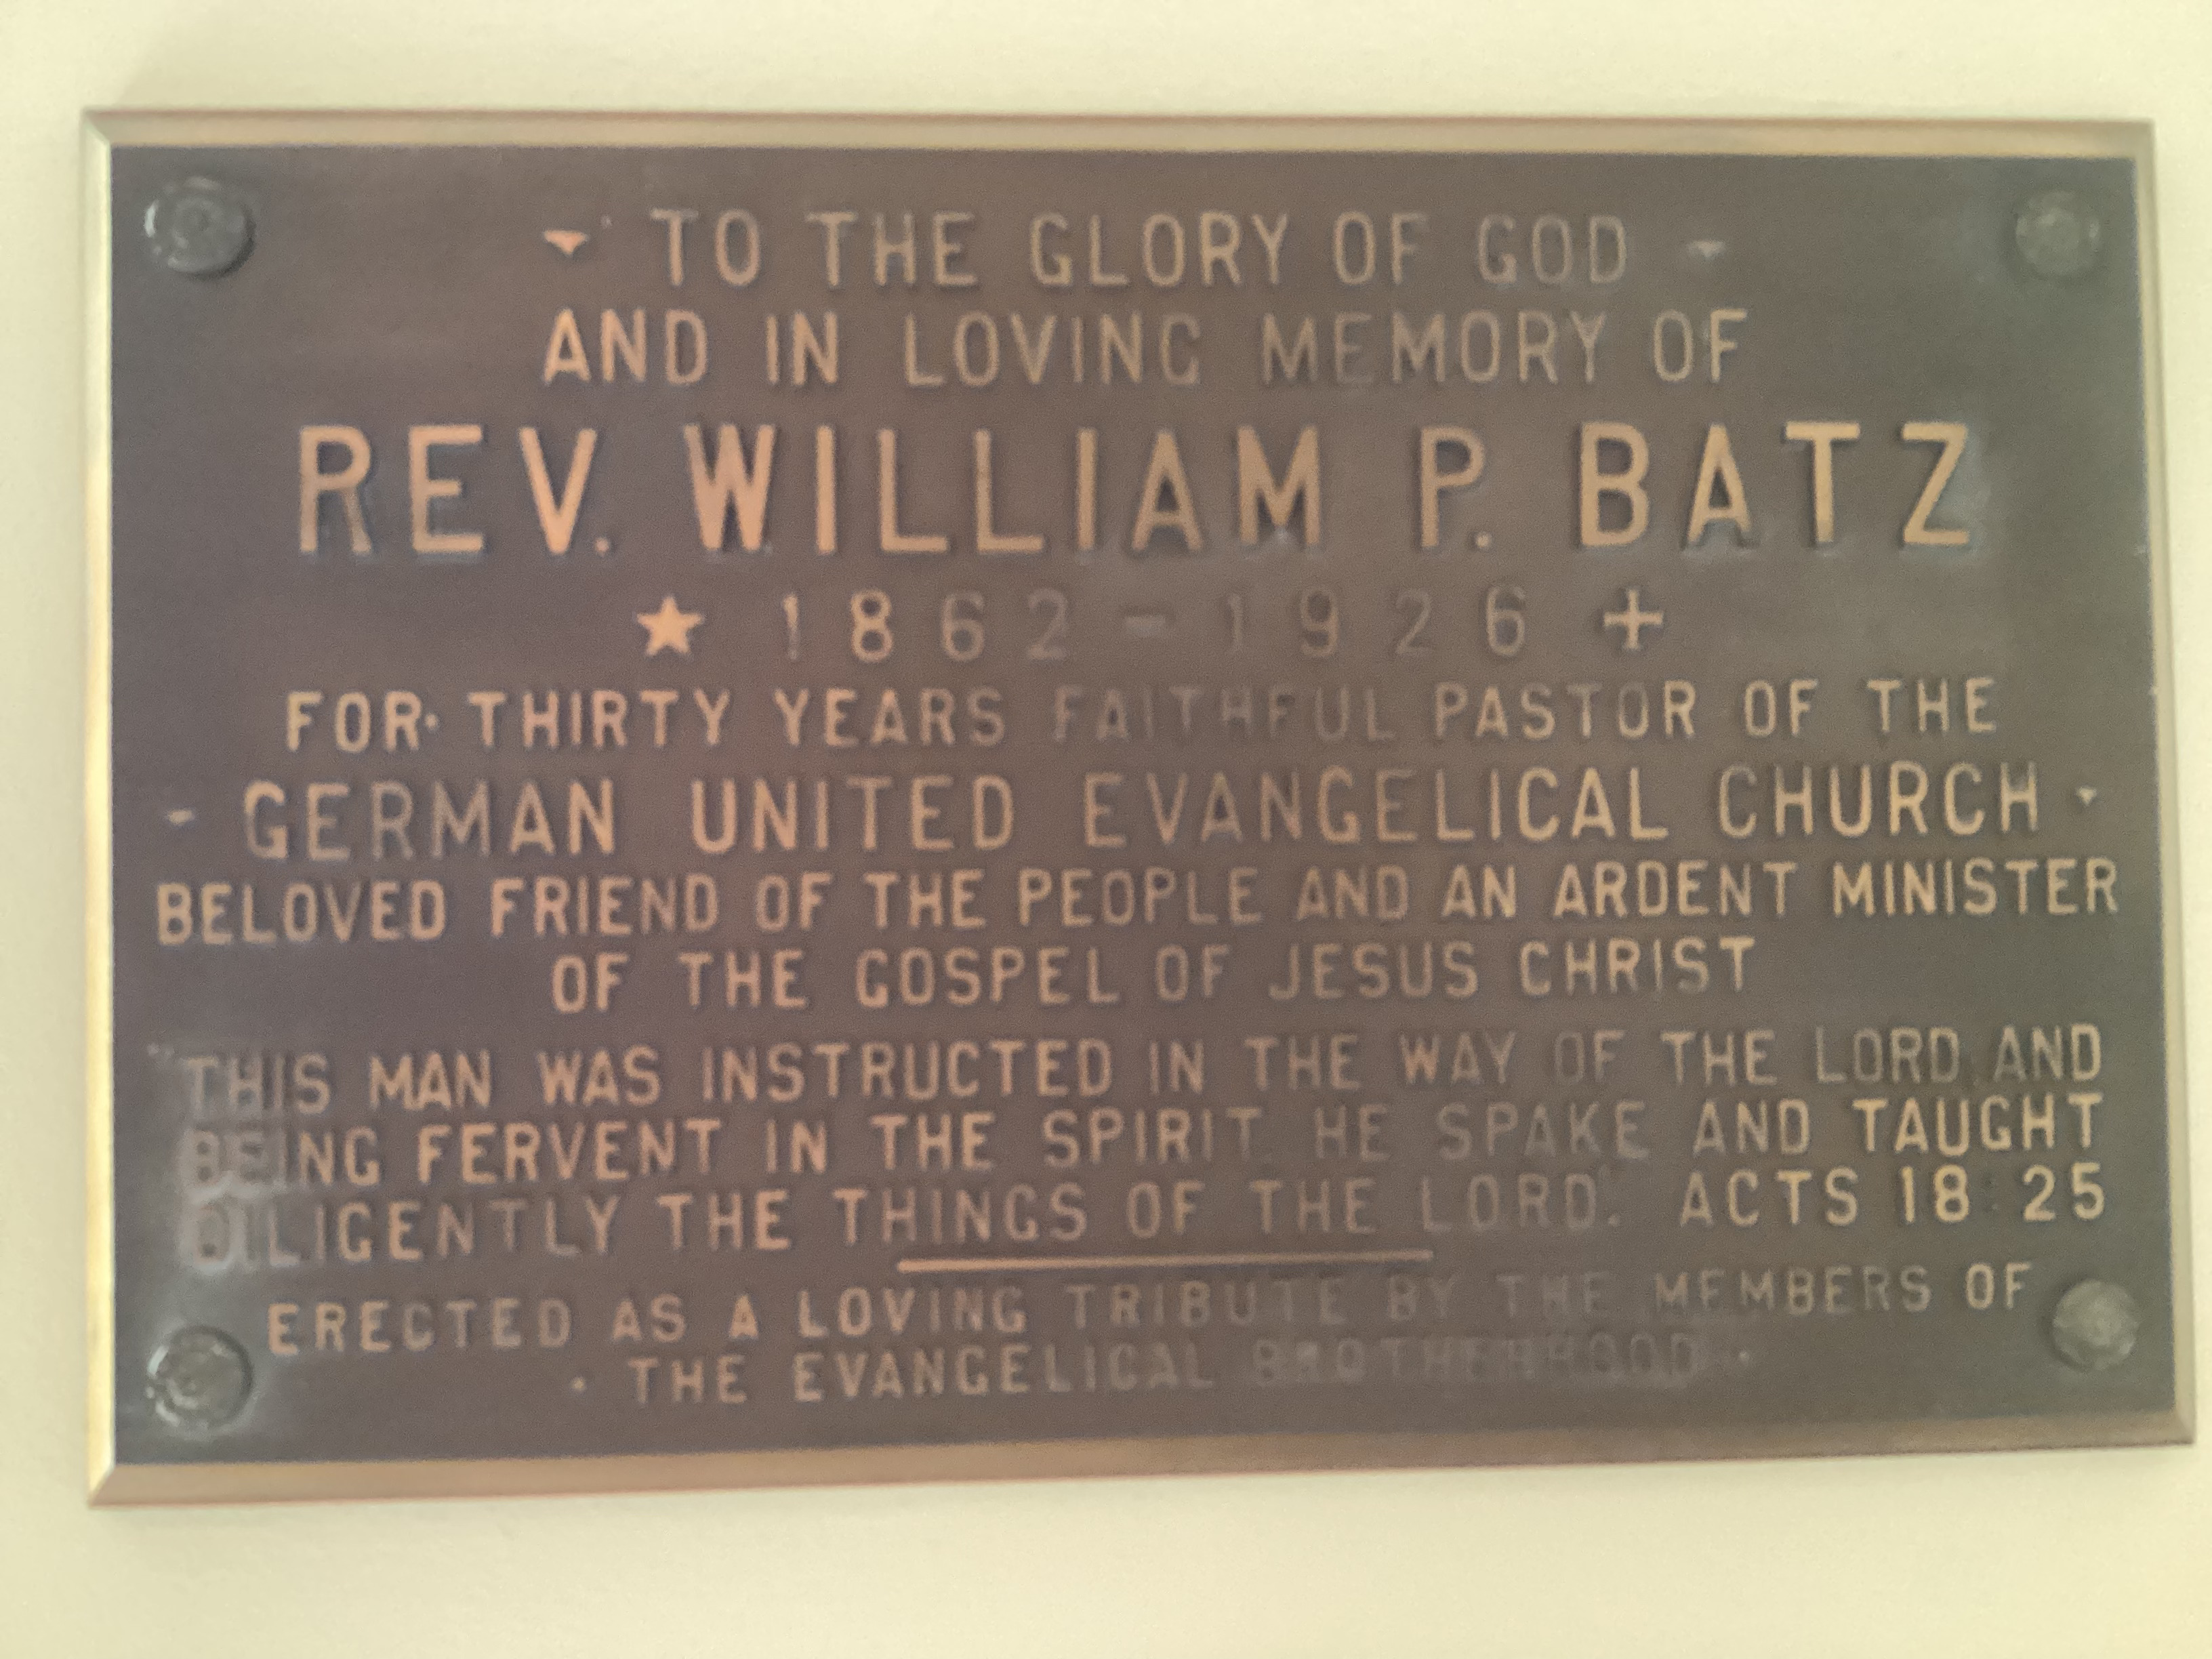 TO THE GLORY OF GOD
AND IN LOVING MEMORY OF
REV. WILLIAM P. BATZ
★ 1862-1926 +
FOR· THIRTY YEARS FAITHFUL PASTOR OF THE
GERMAN UNITED EVANGELICAL CHURCH
BELOVED FRIEND OF THE PEOPLE AND AN ARDENT MINISTER
OF THE GOSPEL OF JESUS CHRIST
"THIS MAN WAS INSTRUCTED IN THE WAY OF THE LORD, AND
BEING FERVENT IN THE SPIRIT HE SPAKE AND TAUGHT
DILIGENTLY THE THINGS OF THE LORD." ACTS 18:25
ERECTED AS A LOVING TRIBUTE BY THE MEMBERS OF
· THE EVANGELICAL BROTHERHOOD ·